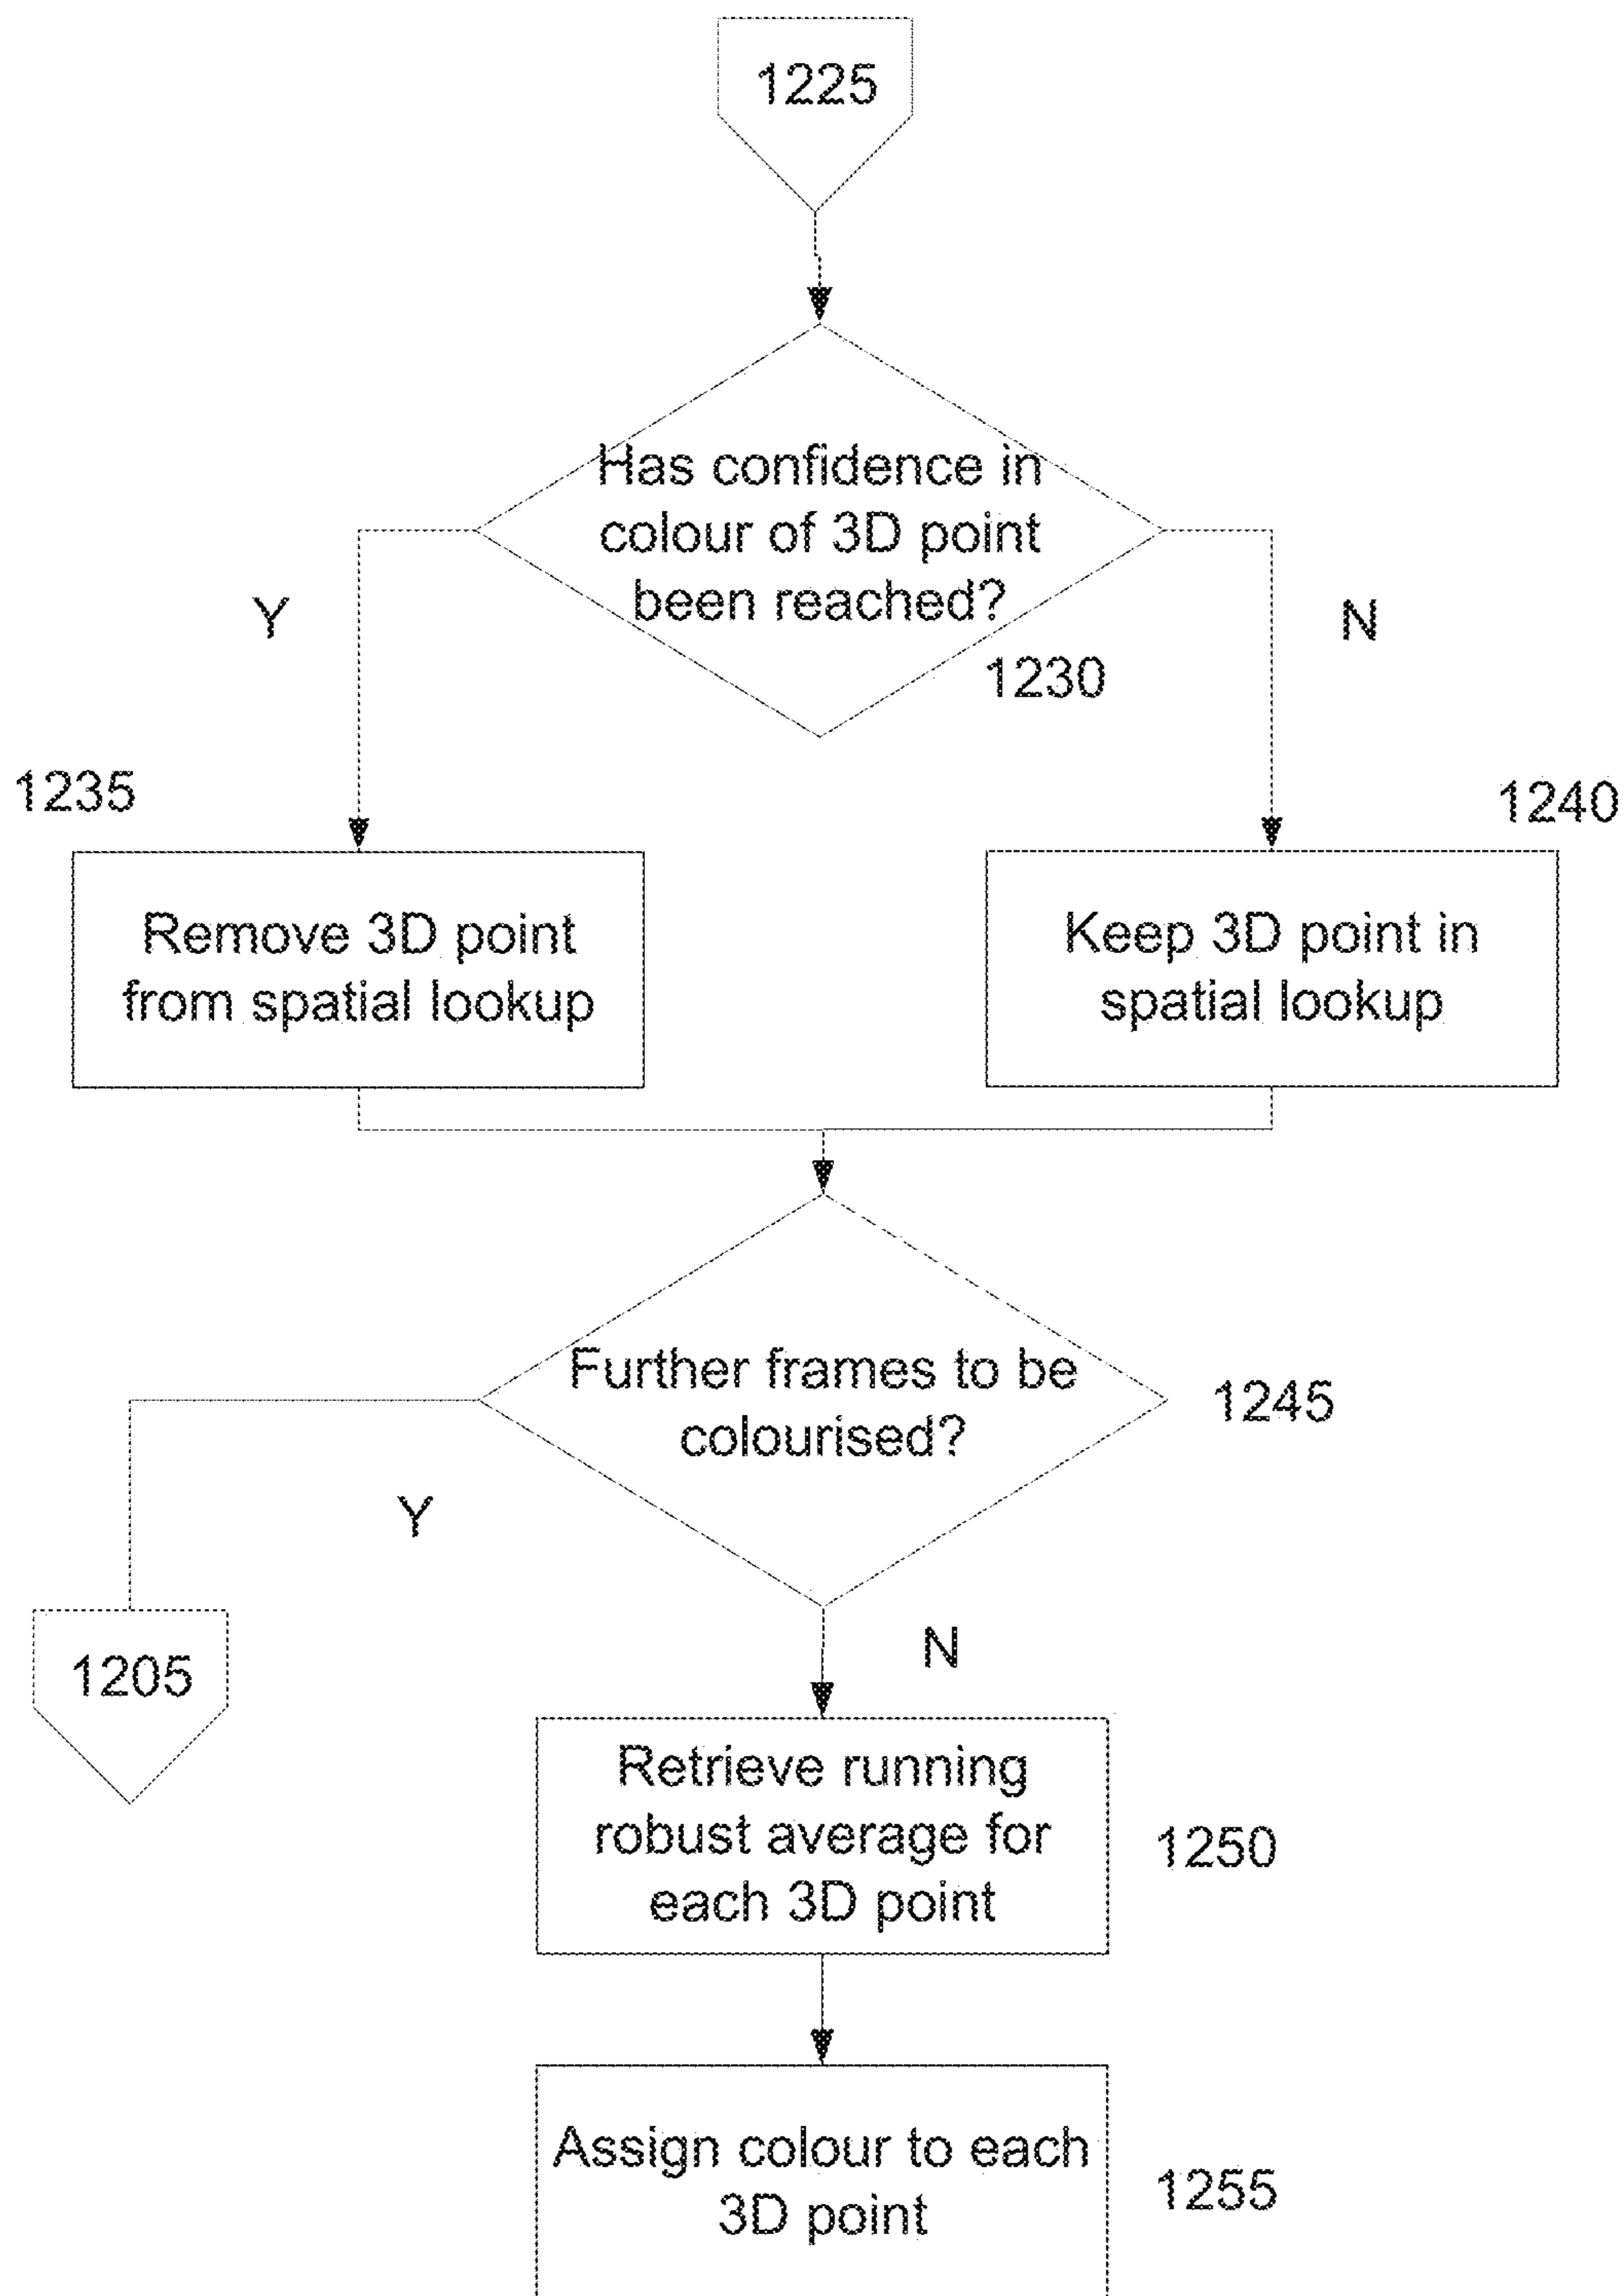 1225
Has confidence in
colour of 3D point
been reached?
1230
Y
N
1235
1240
Remove 3D point
from spatial lookup
Keep 3D point in
spatial lookup
Further frames to be
colourised?
1245
Y
N
1205
Retrieve running
robust average for
each 3D point
1250
Assign colour to each
3D point
1255